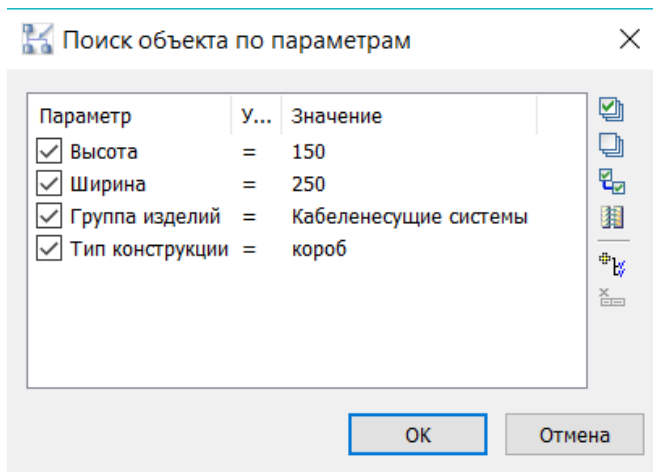 Поиск объекта по параметрам
Параметр У... Значение
Высота = 150
Ширина = 250
Группа изделий = Кабеленесущие системы
Тип конструкции = короб
ОК Отмена